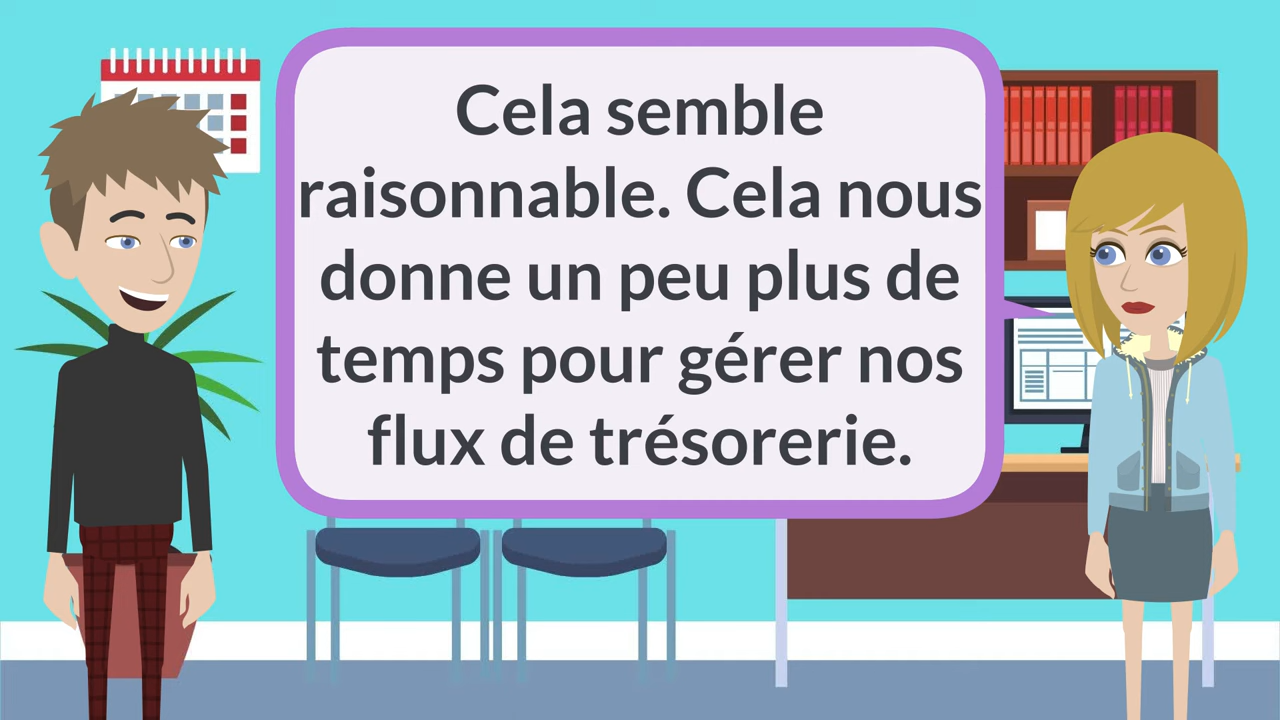 Cela semble
raisonnable. Cela nous
donne un peu plus de
temps pour gérer nos
flux de trésorerie.